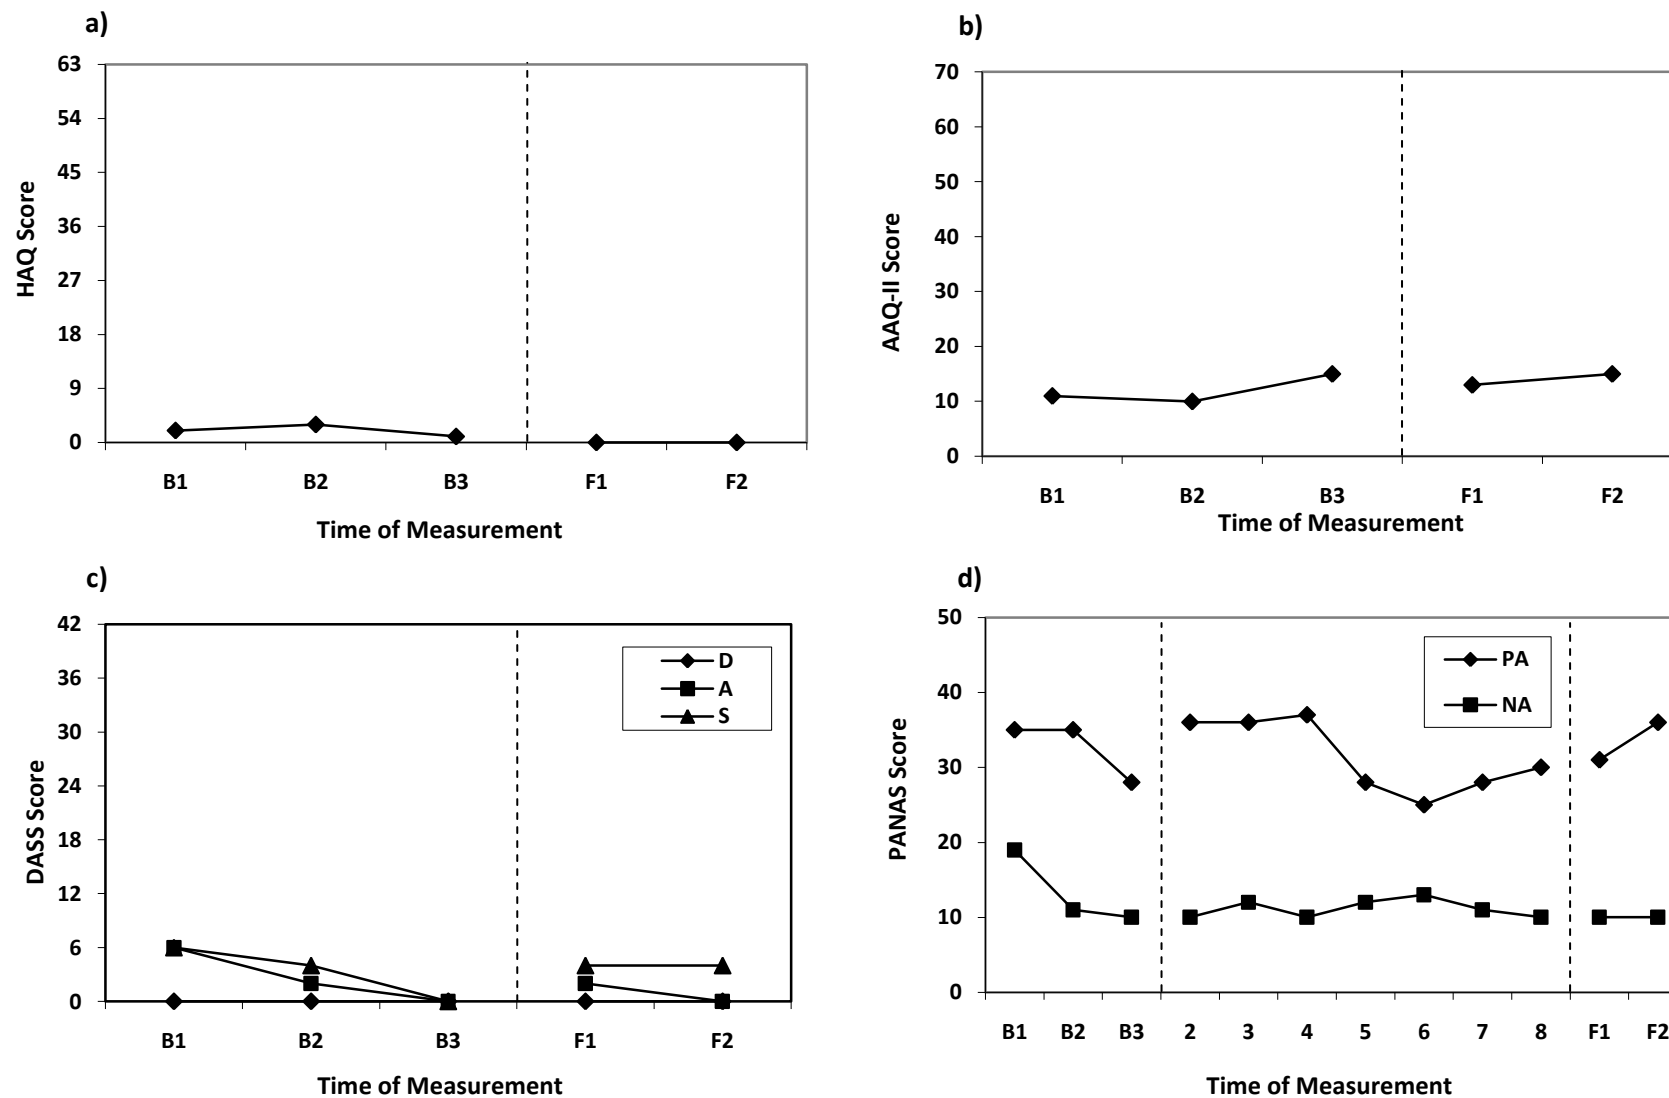 a)
63
54
45
36
27
18
9
0
HAQ Score
B1 B2 B3 F1 F2
Time of Measurement
b)
70
60
50
40
30
20
10
0
AAQ-II Score
B1 B2 B3 F1 F2
Time of Measurement
c)
42
36
30
24
18
12
6
0
DASS Score
D
A
S
B1 B2 B3 F1 F2
Time of Measurement
d)
50
40
30
20
10
0
PANAS Score
PA
NA
B1 B2 B3 2 3 4 5 6 7 8 F1 F2
Time of Measurement